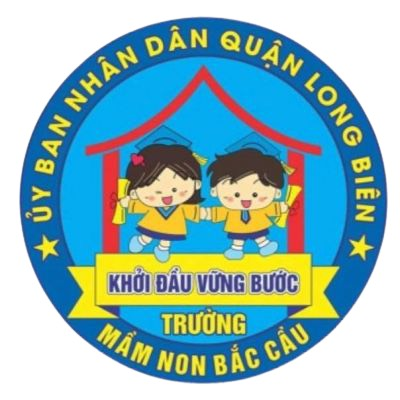 ỦY BAN NHÂN DÂN QUẬN LONG BIÊN
KHỞI ĐẦU VỮNG BƯỚC
TRƯỜNG
MẦM NON BẮC CẦU